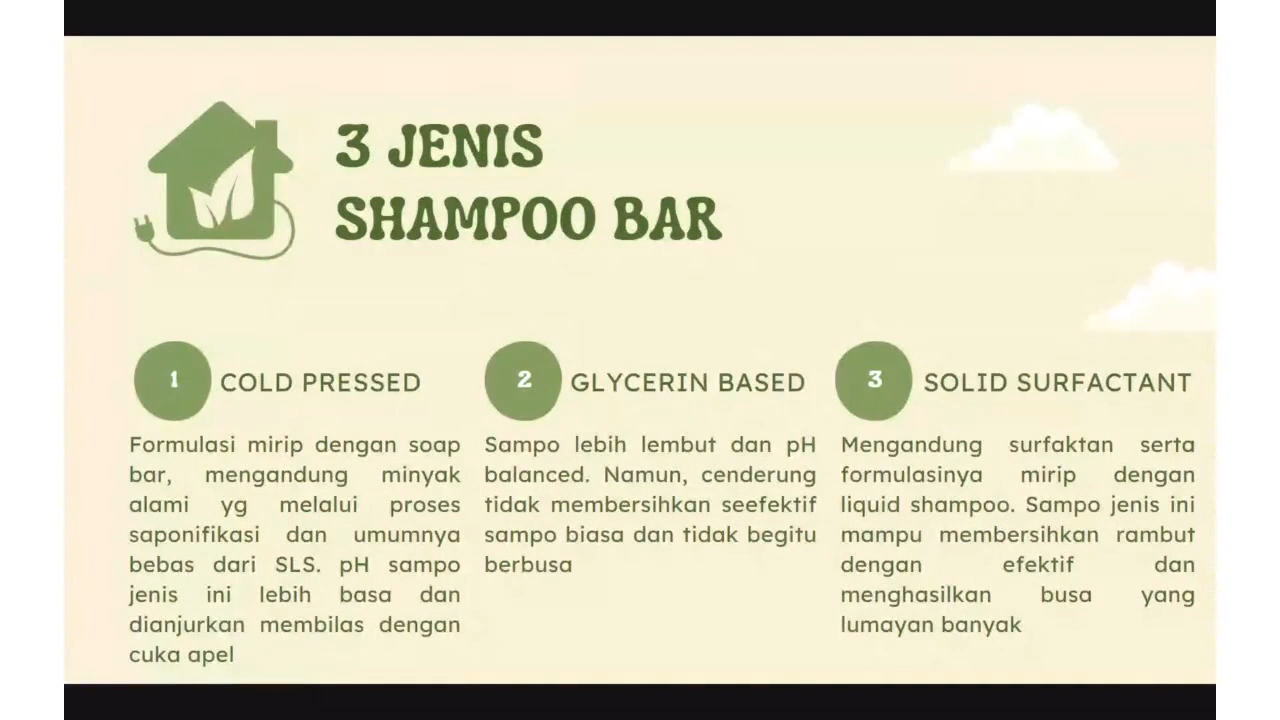 3 JENIS
SHAMPOO BAR
1 COLD PRESSED
Formulasi mirip dengan soap
bar, mengandung minyak
alami yg melalui proses
saponifikasi dan umumnya
bebas dari SLS. pH sampo
jenis ini lebih basa dan
dianjurkan membilas dengan
cuka apel
2 GLYCERIN BASED
Sampo lebih lembut dan pH
balanced. Namun, cenderung
tidak membersihkan seefektif
sampo biasa dan tidak begitu
berbusa
3 SOLID SURFACTANT
Mengandung surfaktan serta
formulasinya mirip dengan
liquid shampoo. Sampo jenis ini
mampu membersihkan rambut
dengan efektif dan
menghasilkan busa yang
lumayan banyak